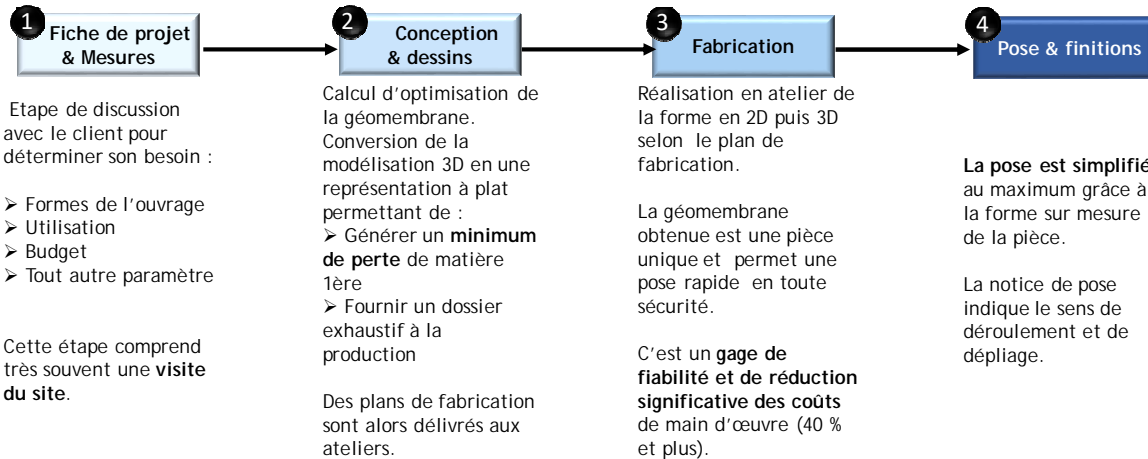 1
Fiche de projet
& Mesures
Etape de discussion
avec le client pour
déterminer son besoin :
➢ Formes de l'ouvrage
➢ Utilisation
➢ Budget
➢ Tout autre paramètre
Cette étape comprend
très souvent une visite
du site.
2
Conception
& dessins
Calcul d'optimisation de
la géomembrane.
Conversion de la
modélisation 3D en une
représentation à plat
permettant de :
➢ Générer un minimum
de perte de matière
1ère
➢ Fournir un dossier
exhaustif à la
production
Des plans de fabrication
sont alors délivrés aux
ateliers.
3
Fabrication
Réalisation en atelier de
la forme en 2D puis 3D
selon le plan de
fabrication.
La géomembrane
obtenue est une pièce
unique et permet une
pose rapide en toute
sécurité.
C'est un gage de
fiabilité et de réduction
significative des coûts
de main d'œuvre (40 %
et plus).
4
Pose & finitions
La pose est simplifié
au maximum grâce à
la forme sur mesure
de la pièce.
La notice de pose
indique le sens de
déroulement et de
dépliage.